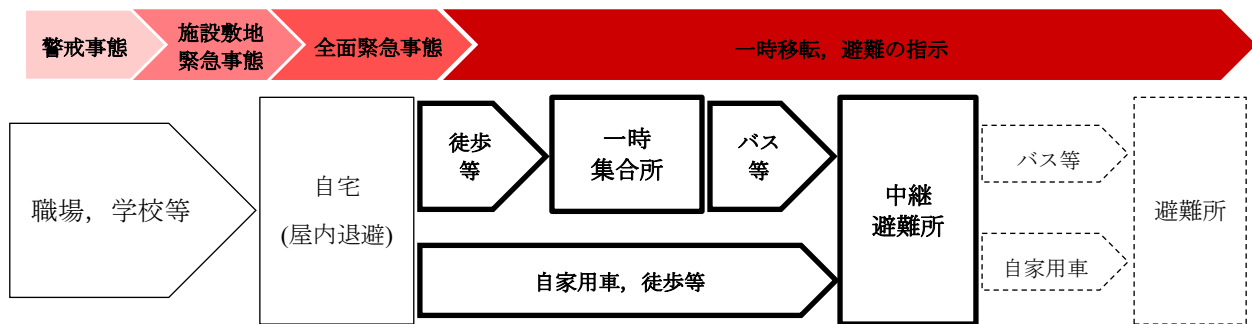 警戒事態
施設敷地
緊急事態
全面緊急事態
一時移転，避難の指示
職場，学校等
自宅
(屋内退避)
徒歩
等
一時
集合所
バス
等
自家用車，徒歩等
中継
避難所
バス等
自家用車
避難所